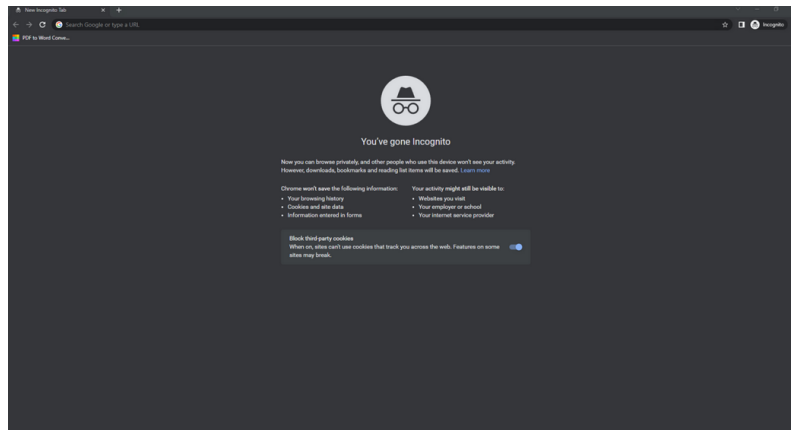 New Incognito Tab
Search Google or type a URL
Incognito
PDF to Word Conve...
You've gone Incognito
Now you can browse privately, and other people who use this device won't see your activity.
However, downloads, bookmarks and reading list items will be saved. Learn more
Chrome won't save the following information:
• Your browsing history
• Cookies and site data
• Information entered in forms
Your activity might still be visible to:
• Websites you visit
• Your employer or school
• Your internet service provider
Block third-party cookies
When on, sites can't use cookies that track you across the web. Features on some
sites may break.